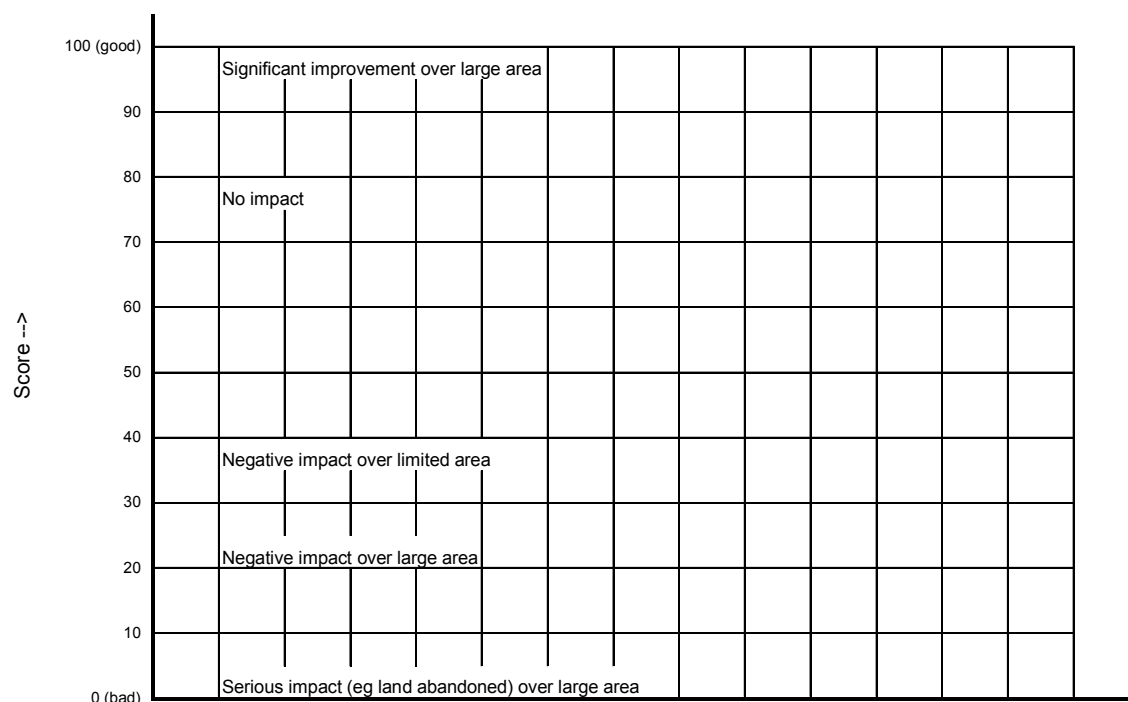 100 (good)
Significant improvement over large area
90
80
No impact
70
60
Score -->
50
40
Negative impact over limited area
30
Negative impact over large area
20
10
Serious impact (eg land abandoned) over large area
0 (bad)